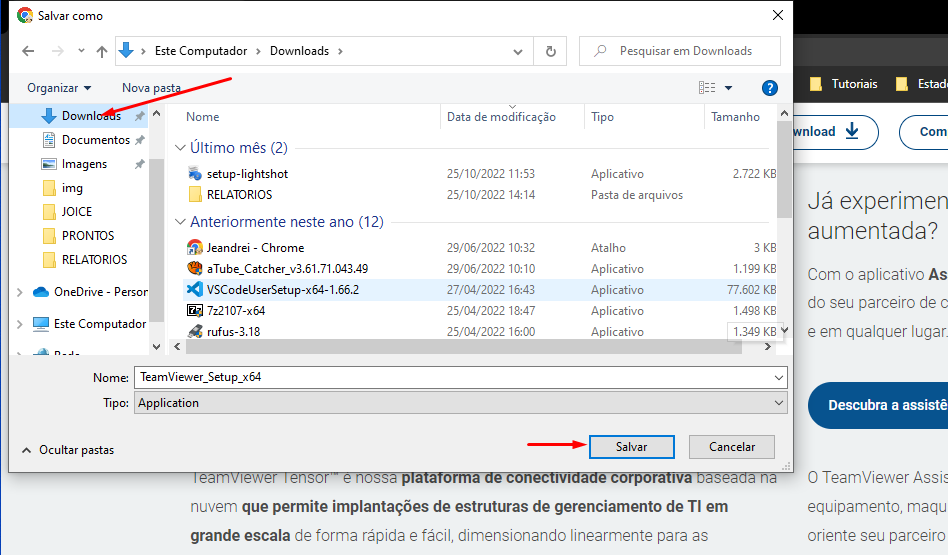 Salvar como
Este Computador > Downloads >
Pesquisar em Downloads
Organizar
Nova pasta
Downloads
Documentos
Imagens
img
JOICE
PRONTOS
RELATORIOS
OneDrive - Person
Este Computador
Nome Data de modificação Tipo Tamanho
Último mês (2)
setup-lightshot 25/10/2022 11:53 Aplicativo 2.722 KB
RELATORIOS 25/10/2022 14:14 Pasta de arquivos
Anteriormente neste ano (12)
Jeandrei - Chrome 29/06/2022 10:32 Atalho 3 KB
aTube_Catcher_v3.61.71.043.49 29/06/2022 10:10 Aplicativo 1.199 KB
VSCodeUserSetup-x64-1.66.2 27/04/2022 16:43 Aplicativo 77.602 KB
7z2107-x64 25/04/2022 18:47 Aplicativo 1.498 KB
rufus-3.18 25/04/2022 16:00 Aplicativo 1.349 KB
Nome: TeamViewer_Setup_x64
Tipo: Application
Ocultar pastas
Salvar
Cancelar
Tutoriais
Estad
wnload
Com
Já experimen
aumentada?
Com o aplicativo Ass
do seu parceiro de c
e em qualquer lugar.
Descubra a assistê
TeamViewer Tensor™ é nossa plataforma de conectividade corporativa baseada na
nuvem que permite implantações de estruturas de gerenciamento de TI em
grande escala de forma rápida e fácil, dimensionando linearmente para as
O TeamViewer Assis
equipamento, maqu
oriente seu parceiro